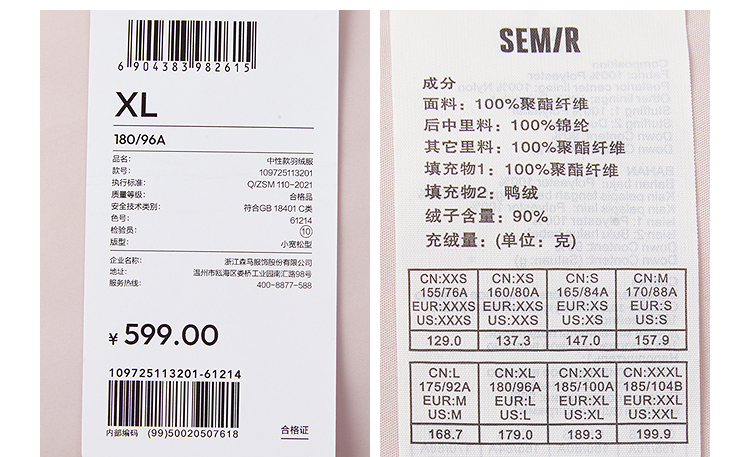 6 904383 982615
XL
180/96A
品名： 中性款羽绒服
款号： 109725113201
执行标准： Q/ZSM 110-2021
质量等级： 合格品
安全技术类别： 符合GB 18401 C类
色号： 61214
检验员： 10
版型： 小宽松型
企业名称： 浙江森马服饰股份有限公司
地址： 温州市瓯海区娄桥工业园南汇路98号
服务热线： 400-8877-588
¥ 599.00
109725113201-61214
内部编码 (99)50020507618
合格证
SEMIR
成分
面料：100%聚酯纤维
后中里料：100%锦纶
其它里料：100%聚酯纤维
填充物1：100%聚酯纤维
填充物2：鸭绒
绒子含量：90%
充绒量：(单位：克)
CN:XXS CN:XS CN:S CN:M
155/76A 160/80A 165/84A 170/88A
EUR:XXXS EUR:XXS EUR:XS EUR:S
US:XXXS US:XXS US:XS US:S
129.0 137.3 147.0 157.9
CN:L CN:XL CN:XXL CN:XXXL
175/92A 180/96A 185/100A 185/104B
EUR:M EUR:L EUR:XL EUR:XXL
US:M US:L US:XL US:XXL
168.7 179.0 189.3 199.9